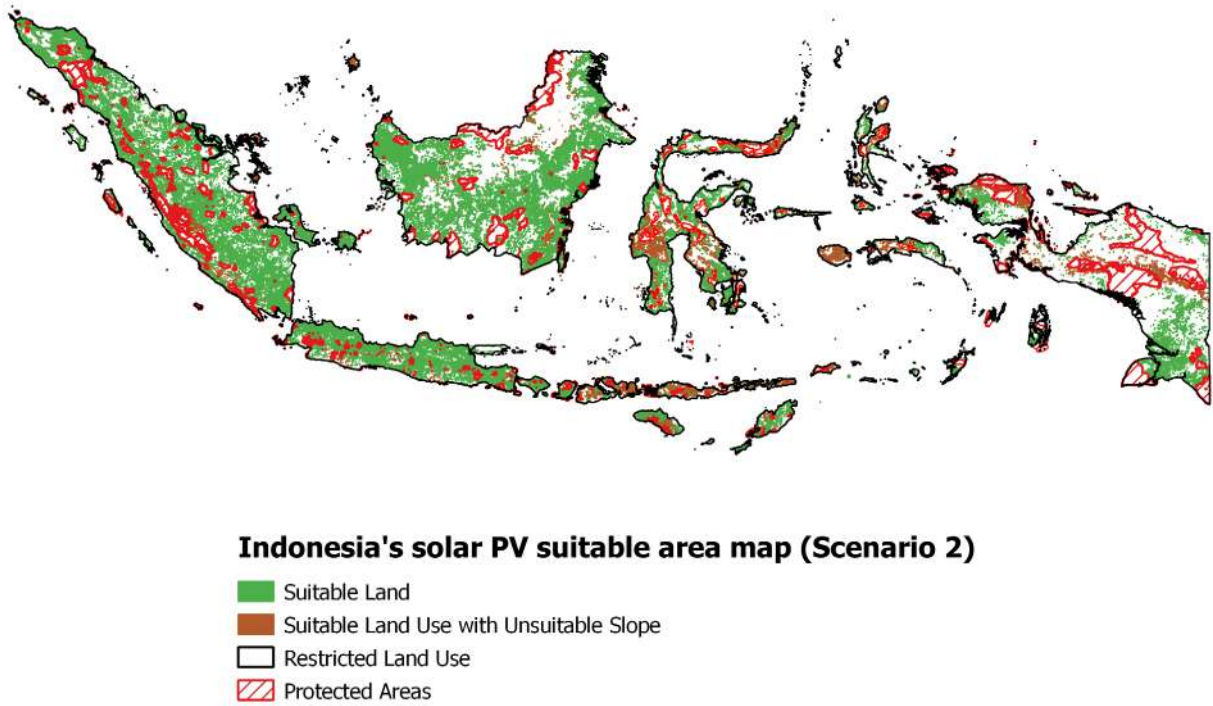 Indonesia's solar PV suitable area map (Scenario 2)
Suitable Land
Suitable Land Use with Unsuitable Slope
Restricted Land Use
Protected Areas